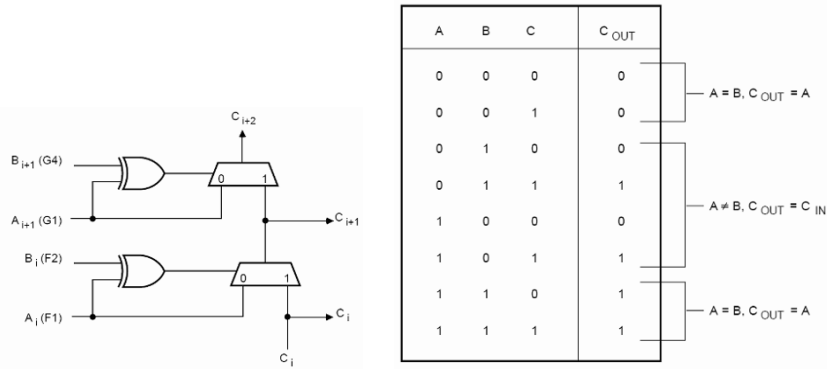 C i+2
B i+1 (G4)
0 1
A i+1 (G1)
C i+1
B i (F2)
0 1
A i (F1)
C i
C i
A B C C OUT
0 0 0 0
0 0 1 0
A = B, C OUT = A
0 1 0 0
0 1 1 1
1 0 0 0
A ≠ B, C OUT = C IN
1 0 1 1
1 1 0 1
1 1 1 1
A = B, C OUT = A